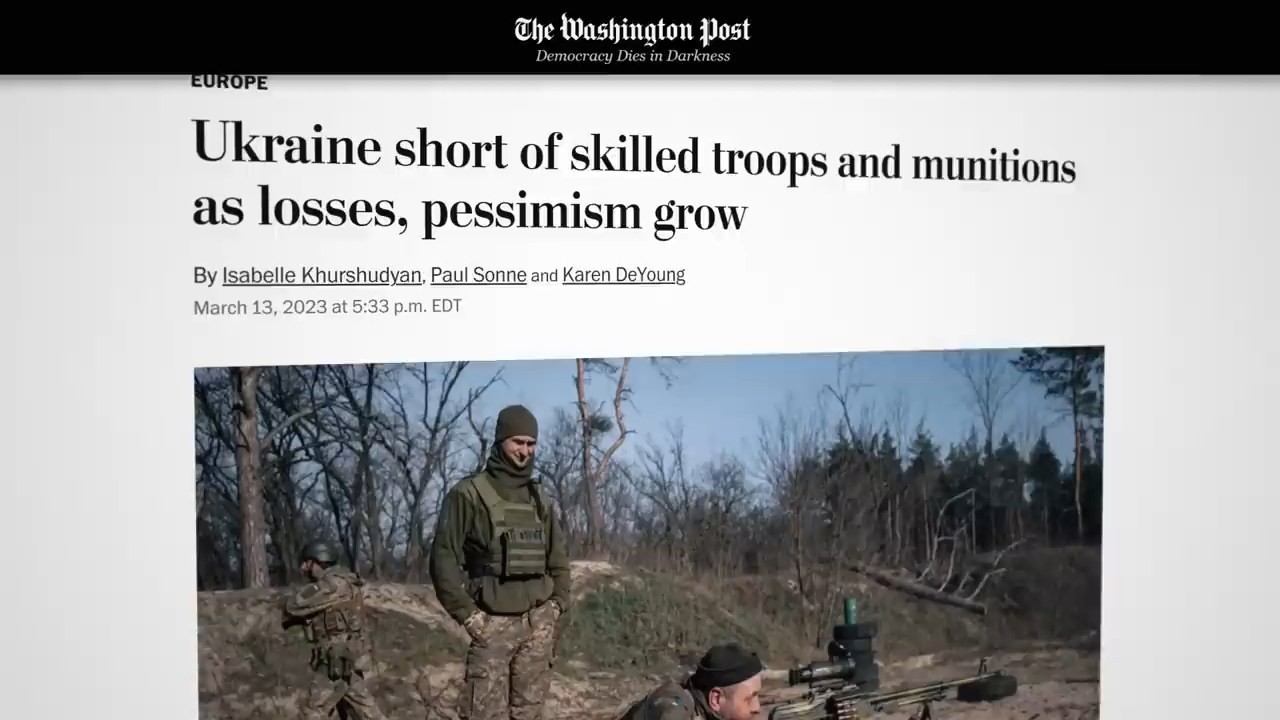 The Washington Post
Democracy Dies in Darkness
EUROPE
Ukraine short of skilled troops and munitions
as losses, pessimism grow
By Isabelle Khurshudyan, Paul Sonne and Karen DeYoung
March 13, 2023 at 5:33 p.m. EDT